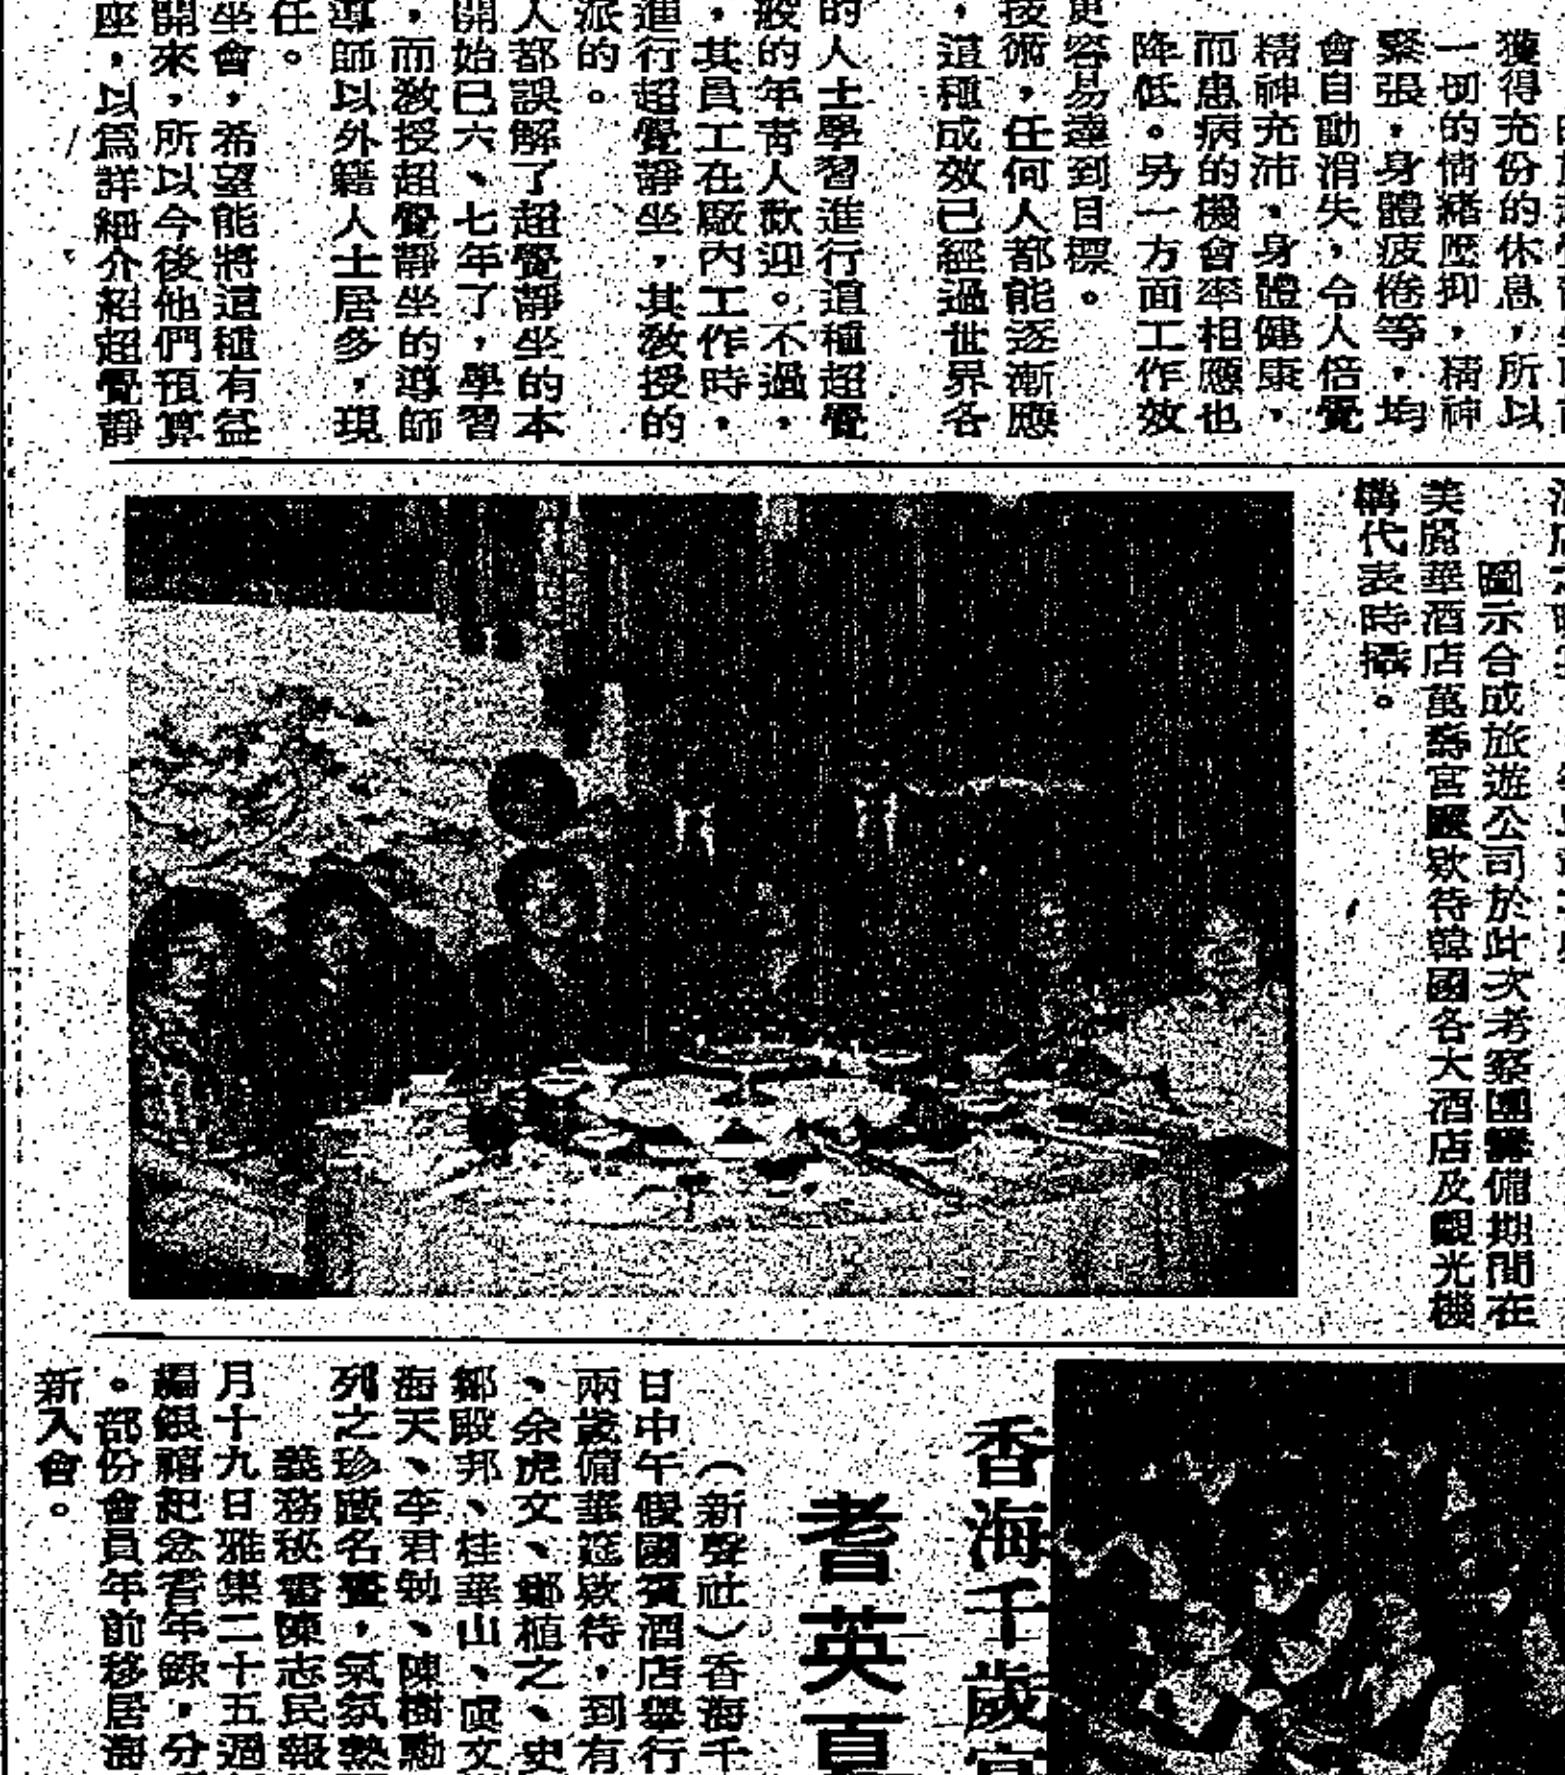 獲得充份的休息，所以
一切的情緒壓抑，精神
緊張，身體疲倦等，均
會自動消失，令人倍覺
精神充沛，身體健康，
而患病的機會率相應也
降低。另一方面工作效
更容易達到目標。
技術，任何人都能逐漸應
，這種成效已經過世界各
的人士學習進行這種超覺
般的年青人歡迎。不過，
，其員工在廠內工作時，
進行超覺靜坐，其教授的
派的。
人都誤解了超覺靜坐的本
開始已六、七年了，學習
，而教授超覺靜坐的導師
導師以外籍人士居多，現
任。
坐會，希望能將這種有益
開來，所以今後他們預算
座，以爲詳細介紹超覺靜
圖示合成旅遊公司於此次考察團籌備期間在
美麗華酒店萬壽宮廳欵待韓國各大酒店及觀光機
構代表時攝。
香海千歲宴
耆英百
（新聲社）香海千
日中午假國賓酒店舉行
兩歲備華筵欵待，到有
、余虎文、鄭植之、史
鄒殿邦、桂華山、虞文
海天、李君勉、陳樹勳
列之珍藏名畫，氣氛熱
義務秘書陳志民報
月十九日雅集二十五週
編銀禧紀念耆年錄，分
。部份會員年前移居海
新入會。